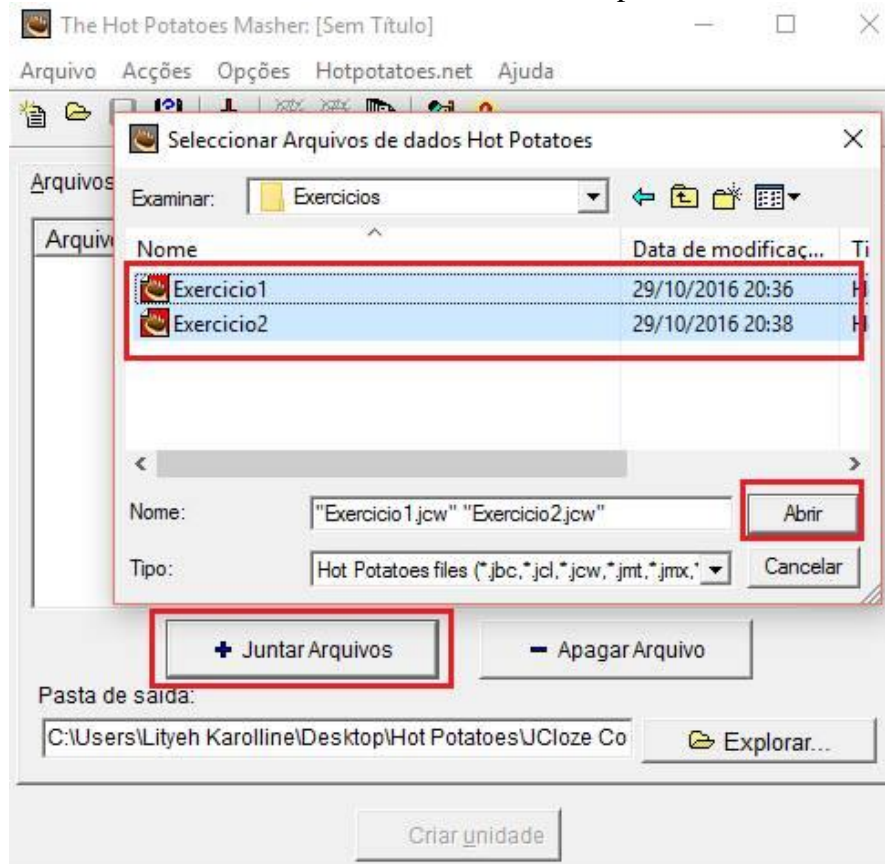 The Hot Potatoes Masher: [Sem Título]
Arquivo Acções Opções Hotpotatoes.net Ajuda
Seleccionar Arquivos de dados Hot Potatoes
Arquivos
Examinar: Exercicios
Arquiv
Nome Data de modificaç... Ti
Exercicio1 29/10/2016 20:36 H
Exercicio2 29/10/2016 20:38 H
Nome: "Exercicio1.jcw" "Exercicio2.jcw" Abrir
Tipo: Hot Potatoes files (*.jbc,*.jcl,*.jcw,*.jmt,*.jmx,* Cancelar
+ Juntar Arquivos - Apagar Arquivo
Pasta de saída:
C:\Users\Lityeh Karolline\Desktop\Hot Potatoes\JCloze Co Explorar...
Criar unidade